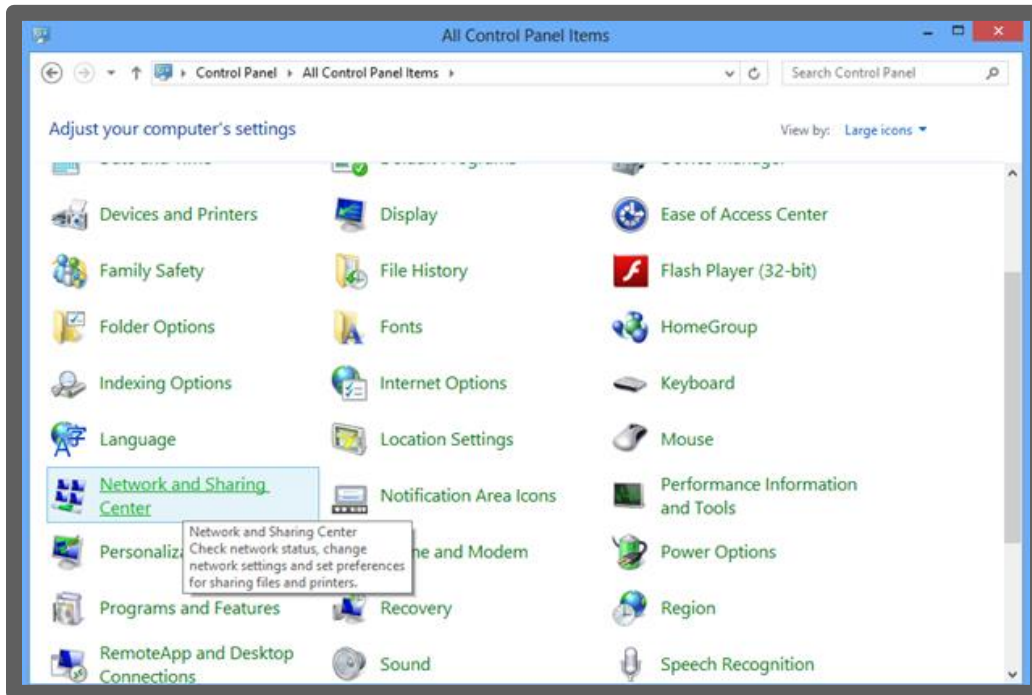 All Control Panel Items
Control Panel All Control Panel Items
Search Control Panel
Adjust your computer's settings
View by: Large icons
Devices and Printers
Display
Ease of Access Center
Family Safety
File History
Flash Player (32-bit)
Folder Options
Fonts
HomeGroup
Indexing Options
Internet Options
Keyboard
Language
Location Settings
Mouse
Network and Sharing
Center
Notification Area Icons
Performance Information
and Tools
Network and Sharing Center
Check network status, change
network settings and set preferences
for sharing files and printers.
and Modem
Power Options
Programs and Features
Recovery
Region
RemoteApp and Desktop
Connections
Sound
Speech Recognition